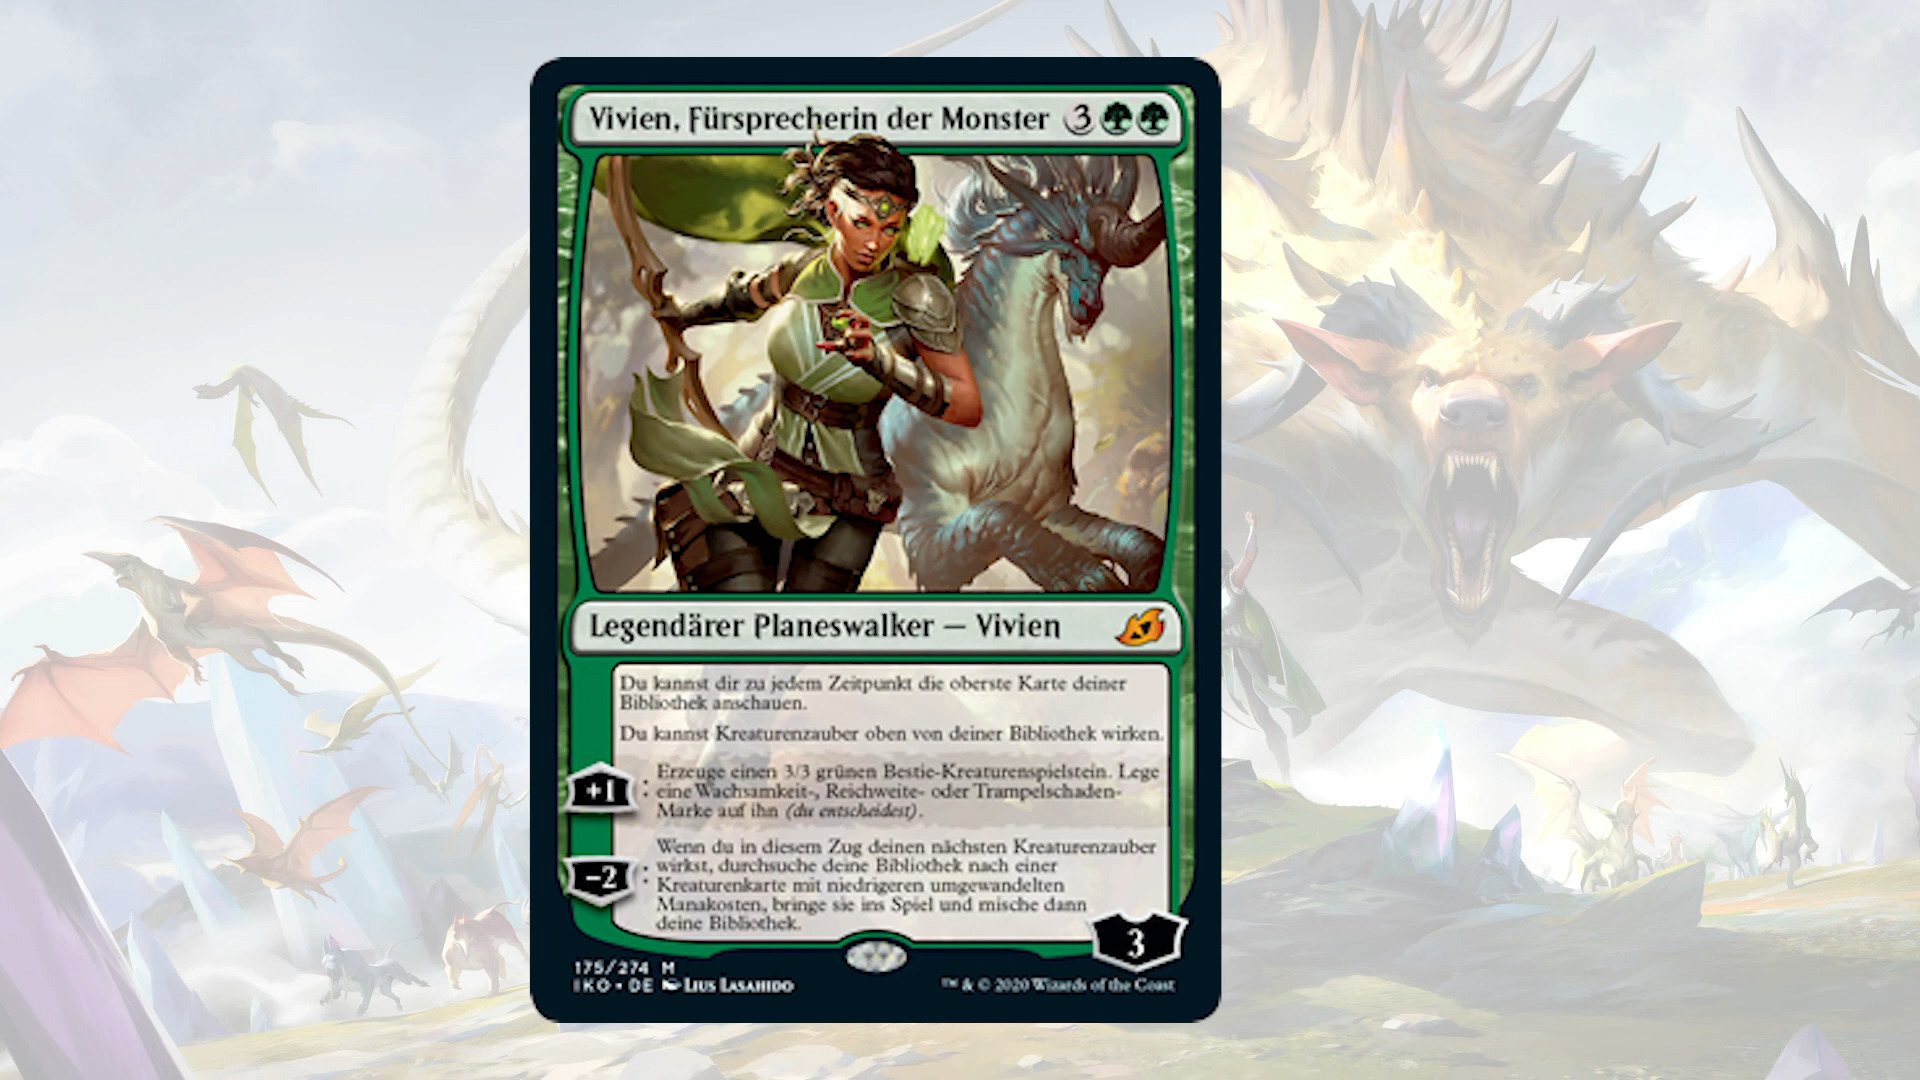 Vivien, Fürsprecherin der Monster 3
Legendärer Planeswalker – Vivien
Du kannst dir zu jedem Zeitpunkt die oberste Karte deiner
Bibliothek anschauen.
Du kannst Kreaturenzauber oben von deiner Bibliothek wirken.
+1: Erzeuge einen 3/3 grünen Bestie-Kreaturenspielstein. Lege
eine Wachsamkeit-, Reichweite- oder Trampelschaden-
Marke auf ihn (du entscheidest).
−2: Wenn du in diesem Zug deinen nächsten Kreaturenzauber
wirkst, durchsuche deine Bibliothek nach einer
Kreaturenkarte mit niedrigeren umgewandelten
Manakosten, bringe sie ins Spiel und mische dann
deine Bibliothek.
3
175/274 M
IKO • DE Lius Lasahido
™ & © 2020 Wizards of the Coast